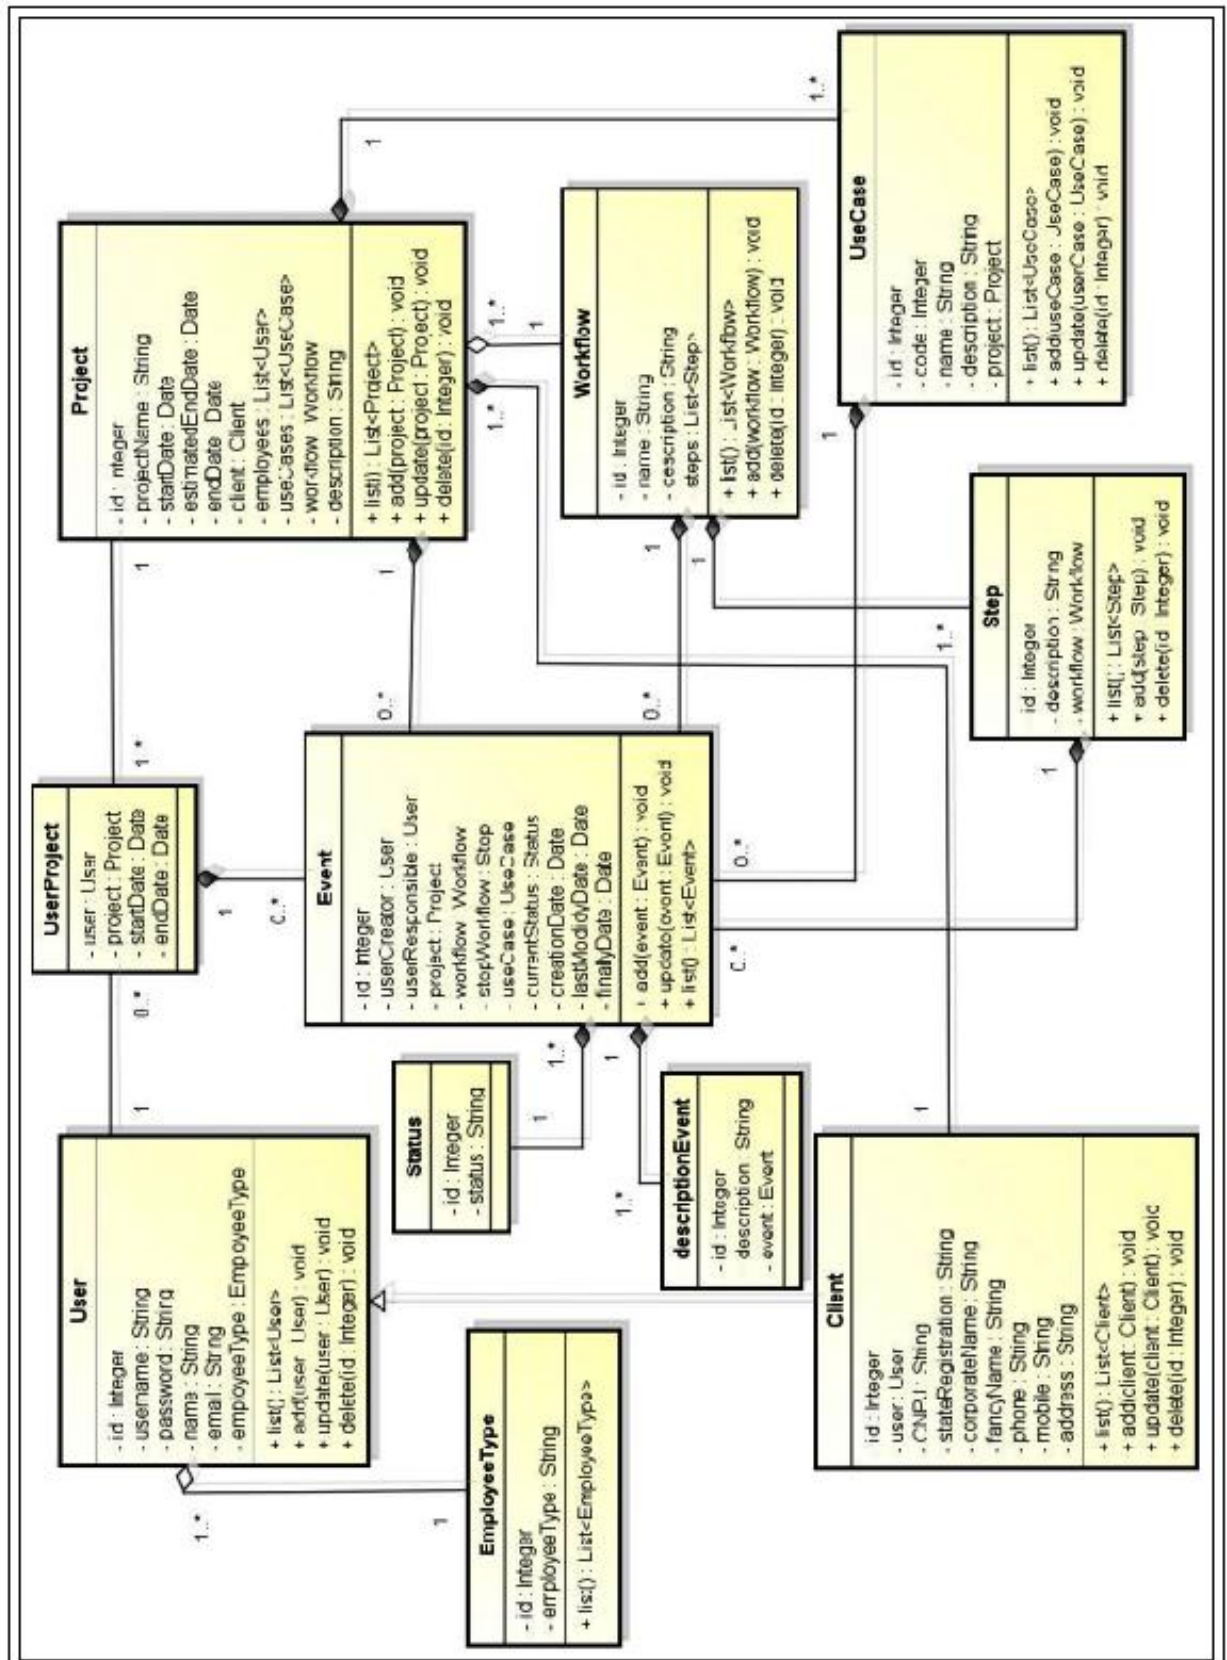 User
- id : Integer
- username : String
- password : String
- name : String
- email : String
- employeeType : EmployeeType
+ list() : List<User>
+ add(user User) : void
+ update(user : User) : void
+ delete(id : Integer) : void
1
0..*
UserProject
- user : User
- project : Project
- startDate : Date
- endDate : Date
1..*
1
Project
- id : Integer
- projectName : String
- startDate : Date
- estimatedEndDate : Date
- endDate Date
- client : Client
- employees : List<User>
- useCases : List<UseCase>
- workflow Workflow
- description : String
+ list() : List<Project>
+ add(project : Project) : void
+ update(project : Project) : void
+ delete(id : Integer) : void
1..*
1
EmployeeType
- id : Integer
- employeeType : String
+ list() : List<EmployeeType>
Status
- id : Integer
- status : String
1
1..*
1
0..*
Event
- id : Integer
- userCreator : User
- userResponsible : User
- project : Project
- workflow Workflow
- stepWorkflow : Step
- useCase : UseCase
- currentStatus : Status
- creationDate : Date
- lastModidyDate : Date
- finallyDate : Date
- add(event : Event) : void
+ update(event : Event) : void
+ list() : List<Event>
0..*
1
1
1..*
descriptionEvent
- id : Integer
description : String
- event : Event
0..*
1
1..*
1..*
1
1
1..*
Workflow
- id : Integer
- name : String
- description : String
steps : List<Step>
+ list() : List<Workflow>
+ add(workflow : Workflow) : void
+ delete(id : Integer) : void
1
1..*
Client
id : Integer
- user : User
- CNPJ : String
- stateRegistration : String
- corporateName : String
- fancyName : String
- phone : String
- mobile : String
- address : String
+ list() : List<Client>
+ add(client : Client) : void
+ update(client : Client) : void
+ delete(id : Integer) : void
1
0..*
1
0..*
1
Step
id : Integer
- description : String
- workflow : Workflow
+ list() : List<Step>
+ add(step Step) : void
+ delete(id Integer) : void
UseCase
- id : Integer
- code : Integer
- name : String
- description : String
- project : Project
+ list() : List<UseCase>
+ add(useCase : UseCase) : void
+ update(userCase : UseCase) : void
+ delete(id : Integer) : void